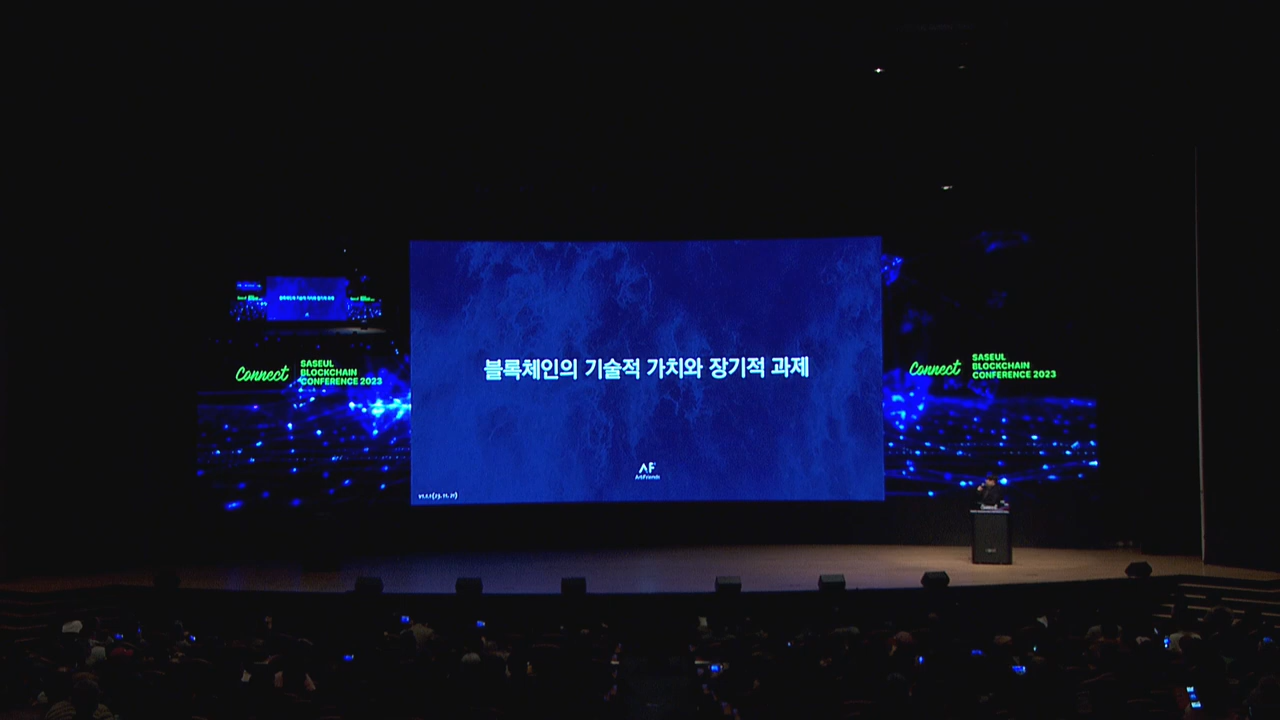 Connect
SASEUL
BLOCKCHAIN
CONFERENCE 2023
블록체인의 기술적 가치와 장기적 과제
AF
ArtiFriends
Connect
SASEUL
BLOCKCHAIN
CONFERENCE 2023